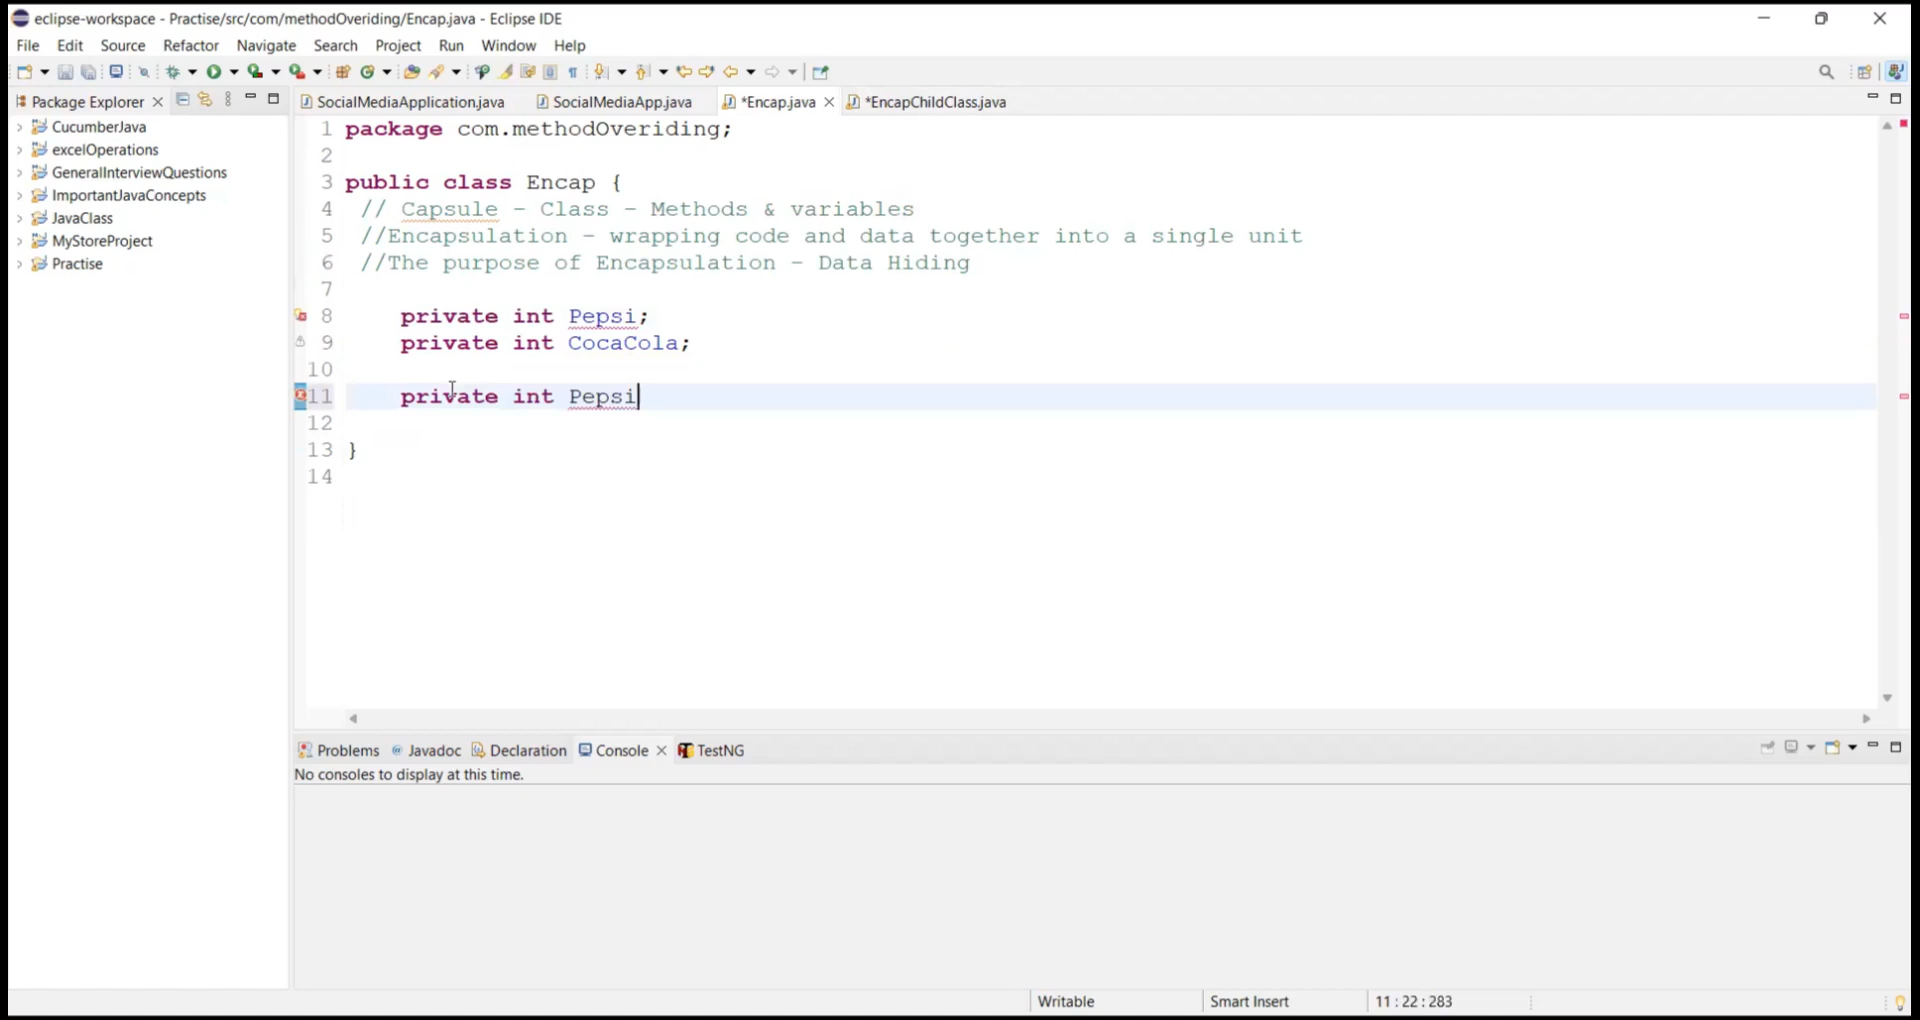 eclipse-workspace - Practise/src/com/methodOveriding/Encap.java - Eclipse IDE
File Edit Source Refactor Navigate Search Project Run Window Help
Package Explorer
SocialMediaApplication.java SocialMediaApp.java *Encap.java *EncapChildClass.java
CucumberJava
excelOperations
GeneralInterviewQuestions
ImportantJavaConcepts
JavaClass
MyStoreProject
Practise
1 package com.methodOveriding;
2
3 public class Encap {
4 // Capsule - Class - Methods & variables
5 //Encapsulation - wrapping code and data together into a single unit
6 //The purpose of Encapsulation - Data Hiding
7
8 private int Pepsi;
9 private int CocaCola;
10
11 private int Pepsi
12
13 }
14
Problems Javadoc Declaration Console TestNG
No consoles to display at this time.
Writable Smart Insert 11 : 22 : 283